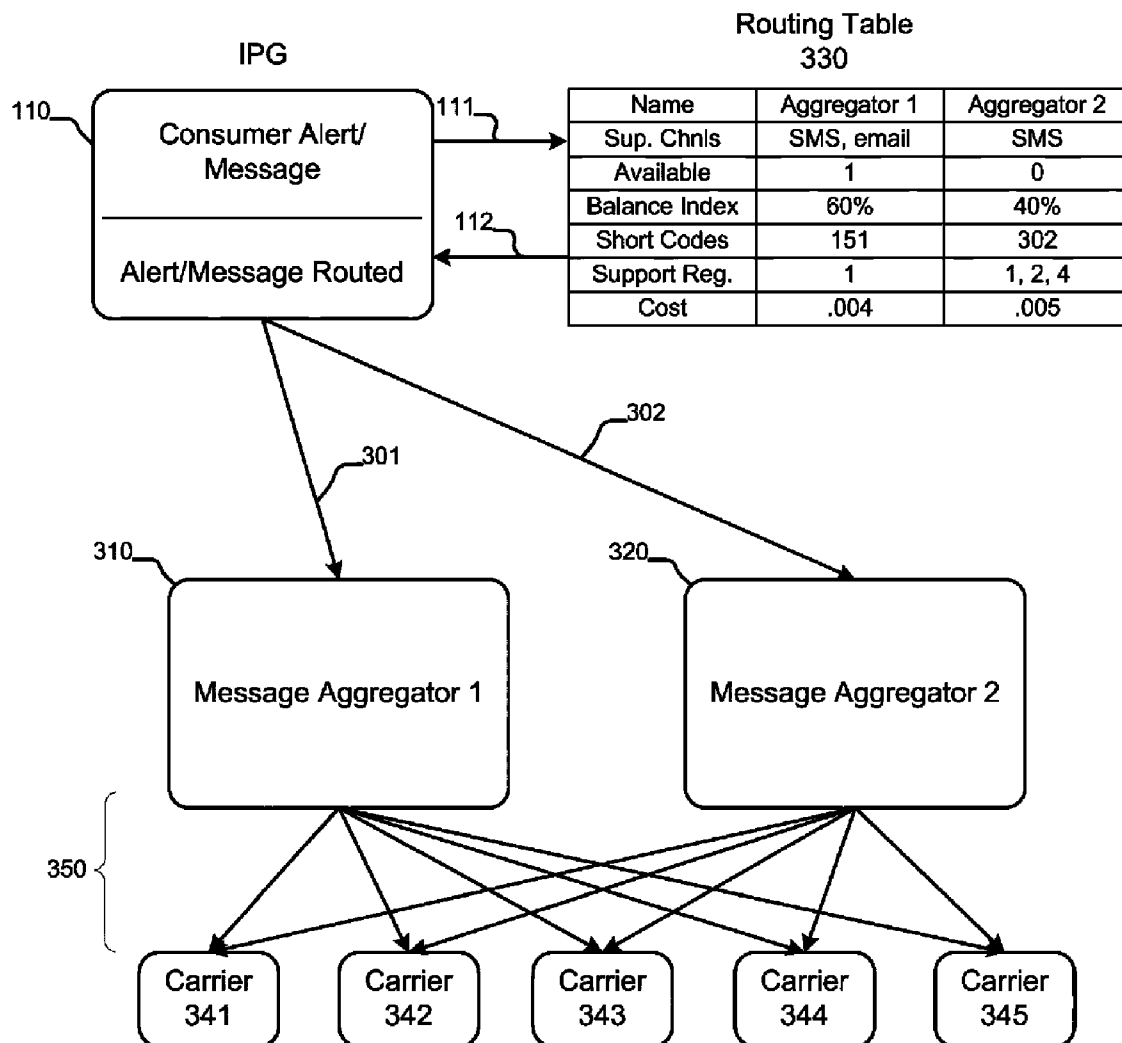 IPG
Routing Table
330
110
Consumer Alert/
Message
Alert/Message Routed
111
112
Name Aggregator 1 Aggregator 2
Sup. Chnls SMS, email SMS
Available 1 0
Balance Index 60% 40%
Short Codes 151 302
Support Reg. 1 1, 2, 4
Cost .004 .005
301
302
310
320
Message Aggregator 1
Message Aggregator 2
350
Carrier Carrier Carrier Carrier Carrier
341 342 343 344 345